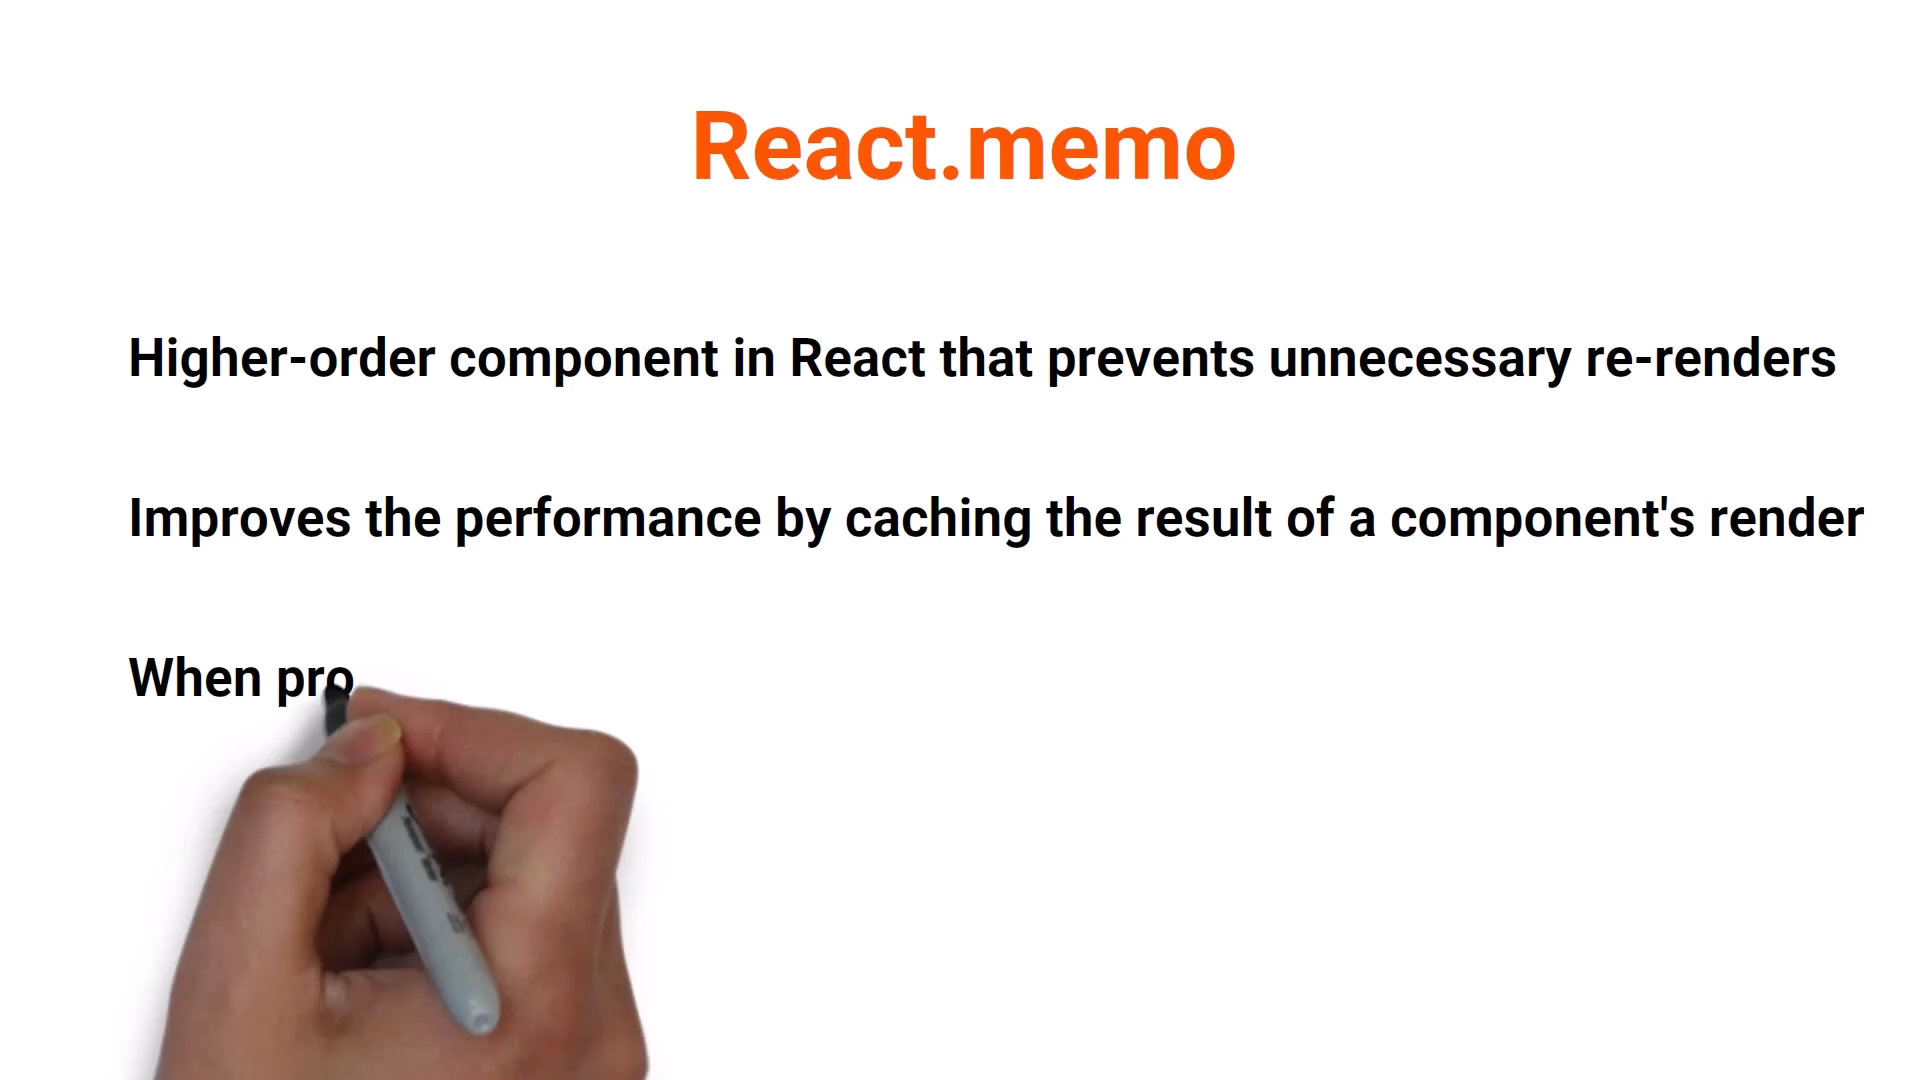 React.memo
Higher-order component in React that prevents unnecessary re-renders
Improves the performance by caching the result of a component's render
When pro